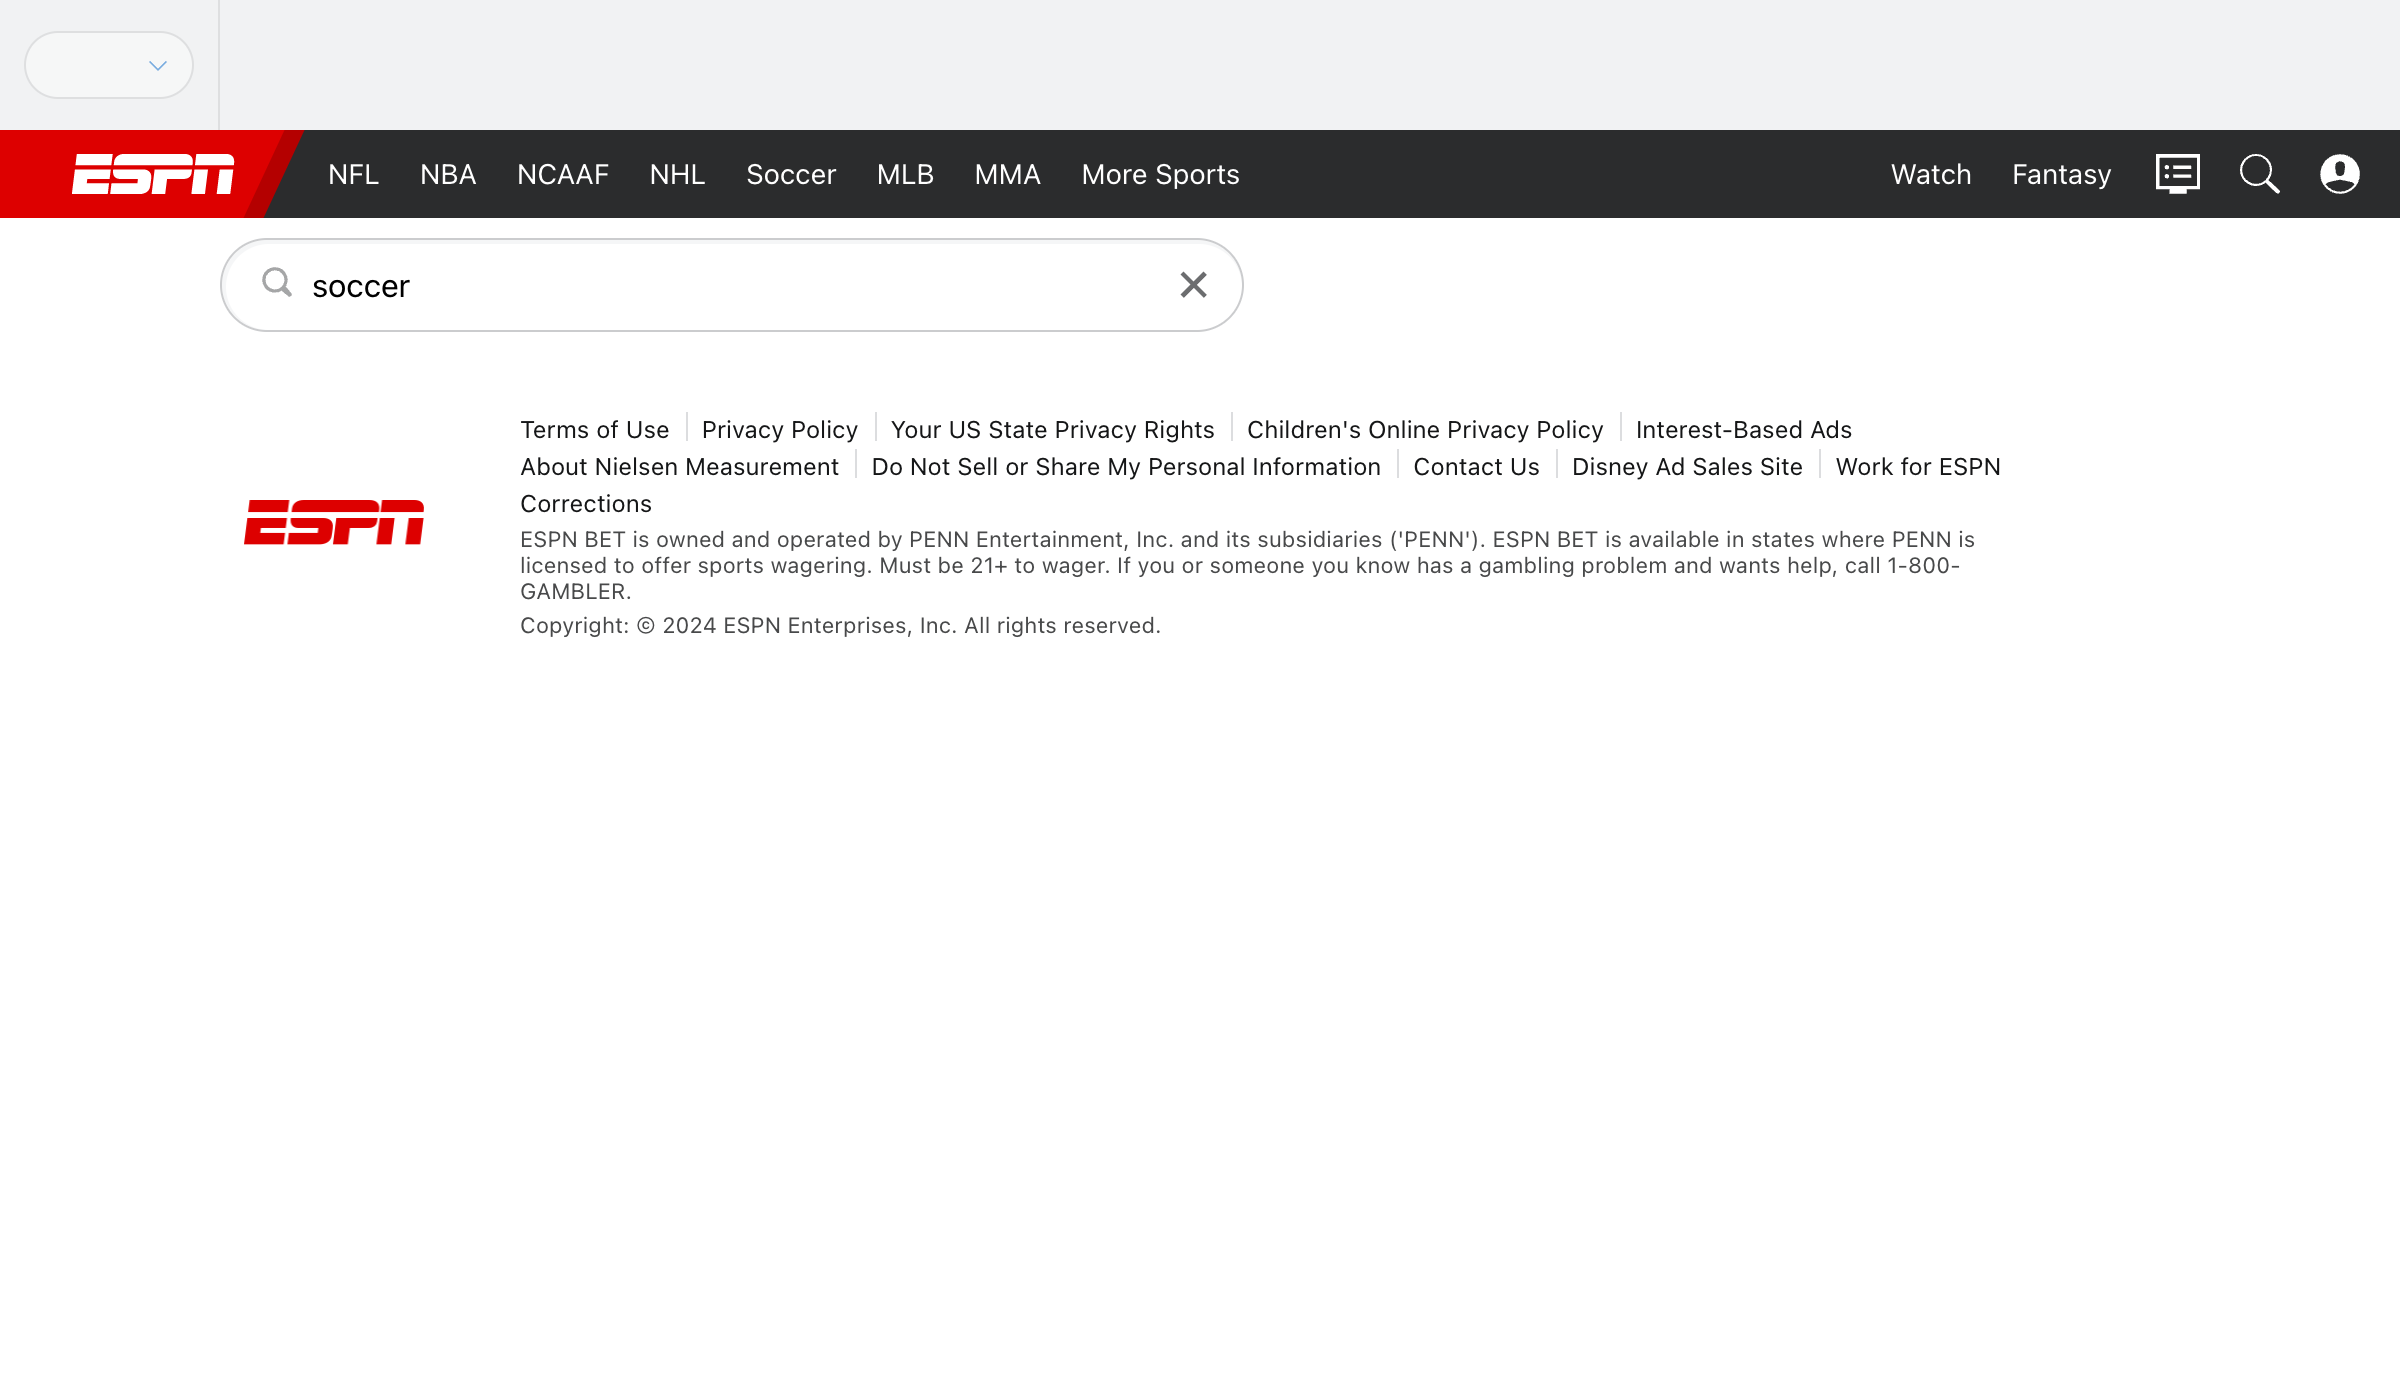 ESPN NFL NBA NCAAF NHL Soccer MLB MMA More Sports Watch Fantasy
soccer
Terms of Use Privacy Policy Your US State Privacy Rights Children's Online Privacy Policy Interest-Based Ads
About Nielsen Measurement Do Not Sell or Share My Personal Information Contact Us Disney Ad Sales Site Work for ESPN
Corrections
ESPN
ESPN BET is owned and operated by PENN Entertainment, Inc. and its subsidiaries ('PENN'). ESPN BET is available in states where PENN is
licensed to offer sports wagering. Must be 21+ to wager. If you or someone you know has a gambling problem and wants help, call 1-800-
GAMBLER.
Copyright: © 2024 ESPN Enterprises, Inc. All rights reserved.